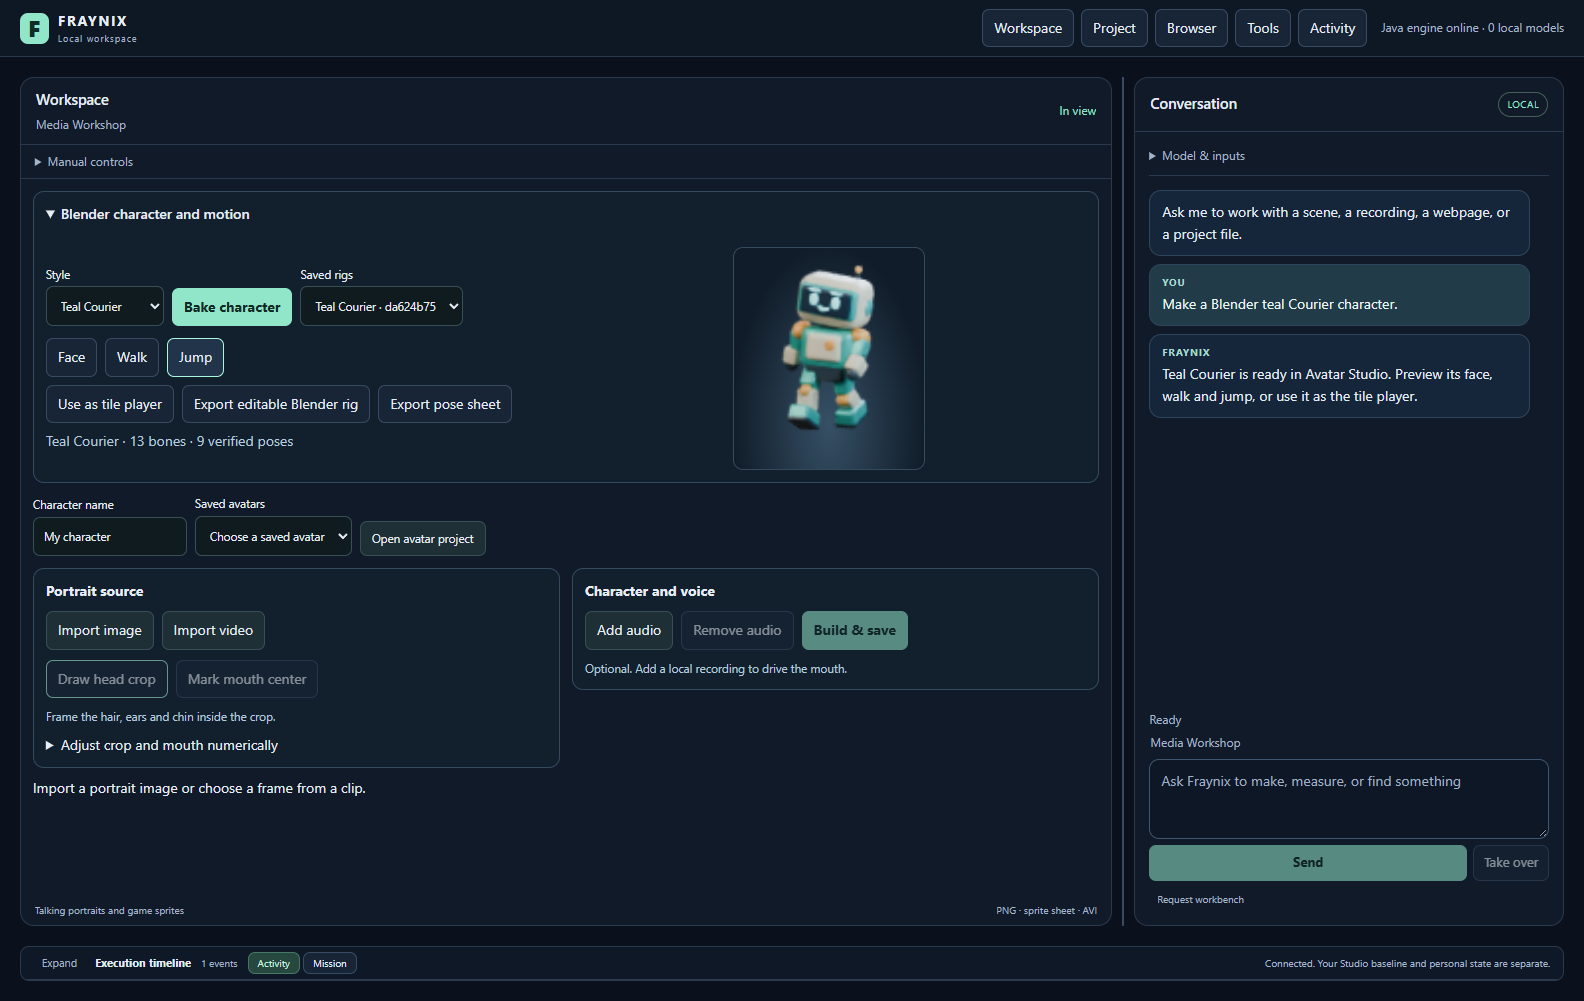 F
FRAYNIX
Local workspace
Workspace
Project
Browser
Tools
Activity
Java engine online · 0 local models
Workspace
Media Workshop
In view
Manual controls
Blender character and motion
Style
Saved rigs
Teal Courier
Bake character
Teal Courier · da624b75
Face
Walk
Jump
Use as tile player
Export editable Blender rig
Export pose sheet
Teal Courier · 13 bones · 9 verified poses
Character name
Saved avatars
My character
Choose a saved avatar
Open avatar project
Portrait source
Import image
Import video
Draw head crop
Mark mouth center
Frame the hair, ears and chin inside the crop.
Adjust crop and mouth numerically
Character and voice
Add audio
Remove audio
Build & save
Optional. Add a local recording to drive the mouth.
Import a portrait image or choose a frame from a clip.
Talking portraits and game sprites
PNG · sprite sheet · AVI
Conversation
LOCAL
Model & inputs
Ask me to work with a scene, a recording, a webpage, or
a project file.
YOU
Make a Blender teal Courier character.
FRAYNIX
Teal Courier is ready in Avatar Studio. Preview its face,
walk and jump, or use it as the tile player.
Ready
Media Workshop
Ask Fraynix to make, measure, or find something
Send
Take over
Request workbench
Expand
Execution timeline
1 events
Activity
Mission
Connected. Your Studio baseline and personal state are separate.